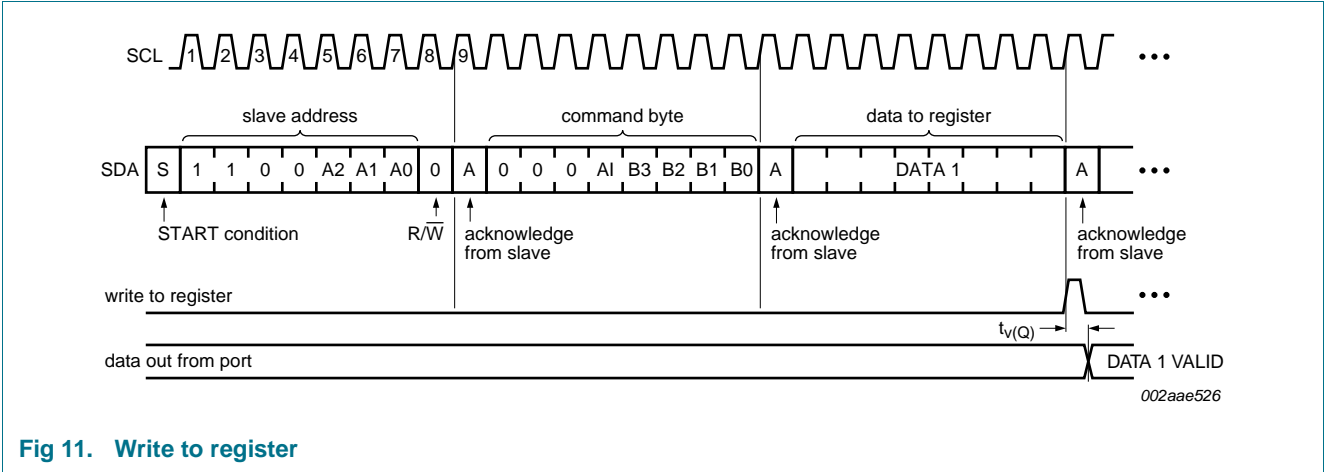 SCL 1 2 3 4 5 6 7 8 9 •••
slave address command byte data to register
SDA S 1 1 0 0 A2 A1 A0 0 A 0 0 0 AI B3 B2 B1 B0 A DATA 1 A •••
START condition R/W̅ acknowledge acknowledge acknowledge
from slave from slave from slave
write to register •••
tv(Q)
data out from port DATA 1 VALID
002aae526
Fig 11. Write to register